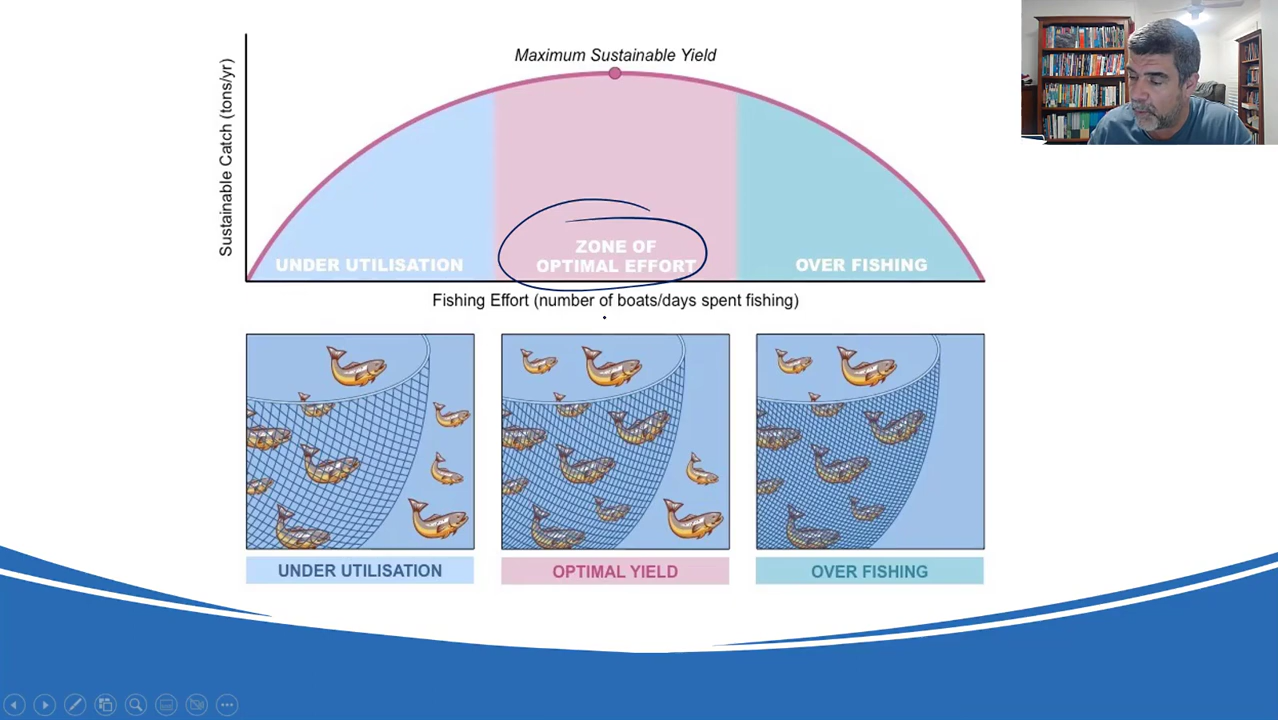 Maximum Sustainable Yield
Sustainable Catch (tons/yr)
UNDER UTILISATION
ZONE OF
OPTIMAL EFFORT
OVER FISHING
Fishing Effort (number of boats/days spent fishing)
UNDER UTILISATION
OPTIMAL YIELD
OVER FISHING